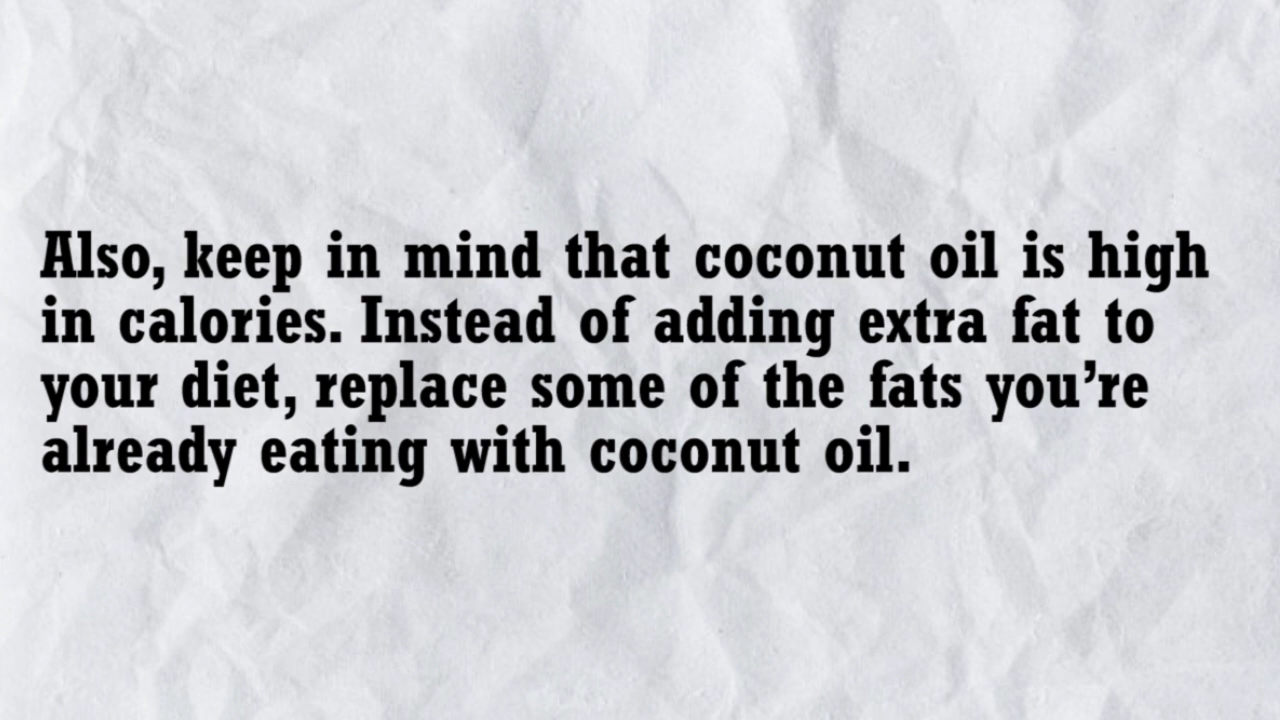 Also, keep in mind that coconut oil is high
in calories. Instead of adding extra fat to
your diet, replace some of the fats you’re
already eating with coconut oil.